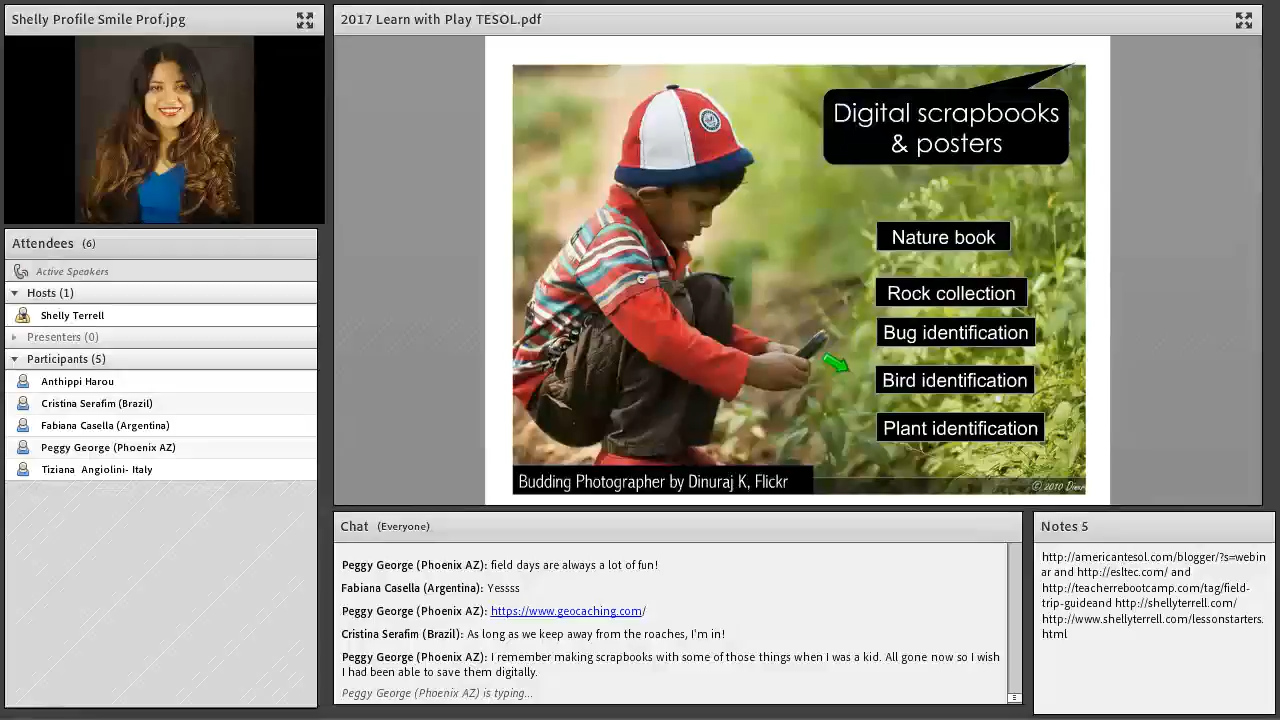 Shelly Profile Smile Prof.jpg
2017 Learn with Play TESOL.pdf
Digital scrapbooks
& posters
Nature book
Rock collection
Bug identification
Bird identification
Plant identification
Budding Photographer by Dinuraj K, Flickr
© 2010
Attendees (6)
Active Speakers
Hosts (1)
Shelly Terrell
Presenters (0)
Participants (5)
Anthippi Harou
Cristina Serafim (Brazil)
Fabiana Casella (Argentina)
Peggy George (Phoenix AZ)
Tiziana Angiolini- Italy
Chat (Everyone)
Peggy George (Phoenix AZ): field days are always a lot of fun!
Fabiana Casella (Argentina): Yessss
Peggy George (Phoenix AZ): https://www.geocaching.com/
Cristina Serafim (Brazil): As long as we keep away from the roaches, I'm in!
Peggy George (Phoenix AZ): I remember making scrapbooks with some of those things when I was a kid. All gone now so I wish
I had been able to save them digitally.
Peggy George (Phoenix AZ) is typing...
Notes 5
http://americantesol.com/blogger/?s=webin
ar and http://esltec.com/ and
http://teacherrebootcamp.com/tag/field-
trip-guideand http://shellyterrell.com/
http://www.shellyterrell.com/lessonstarters.
html